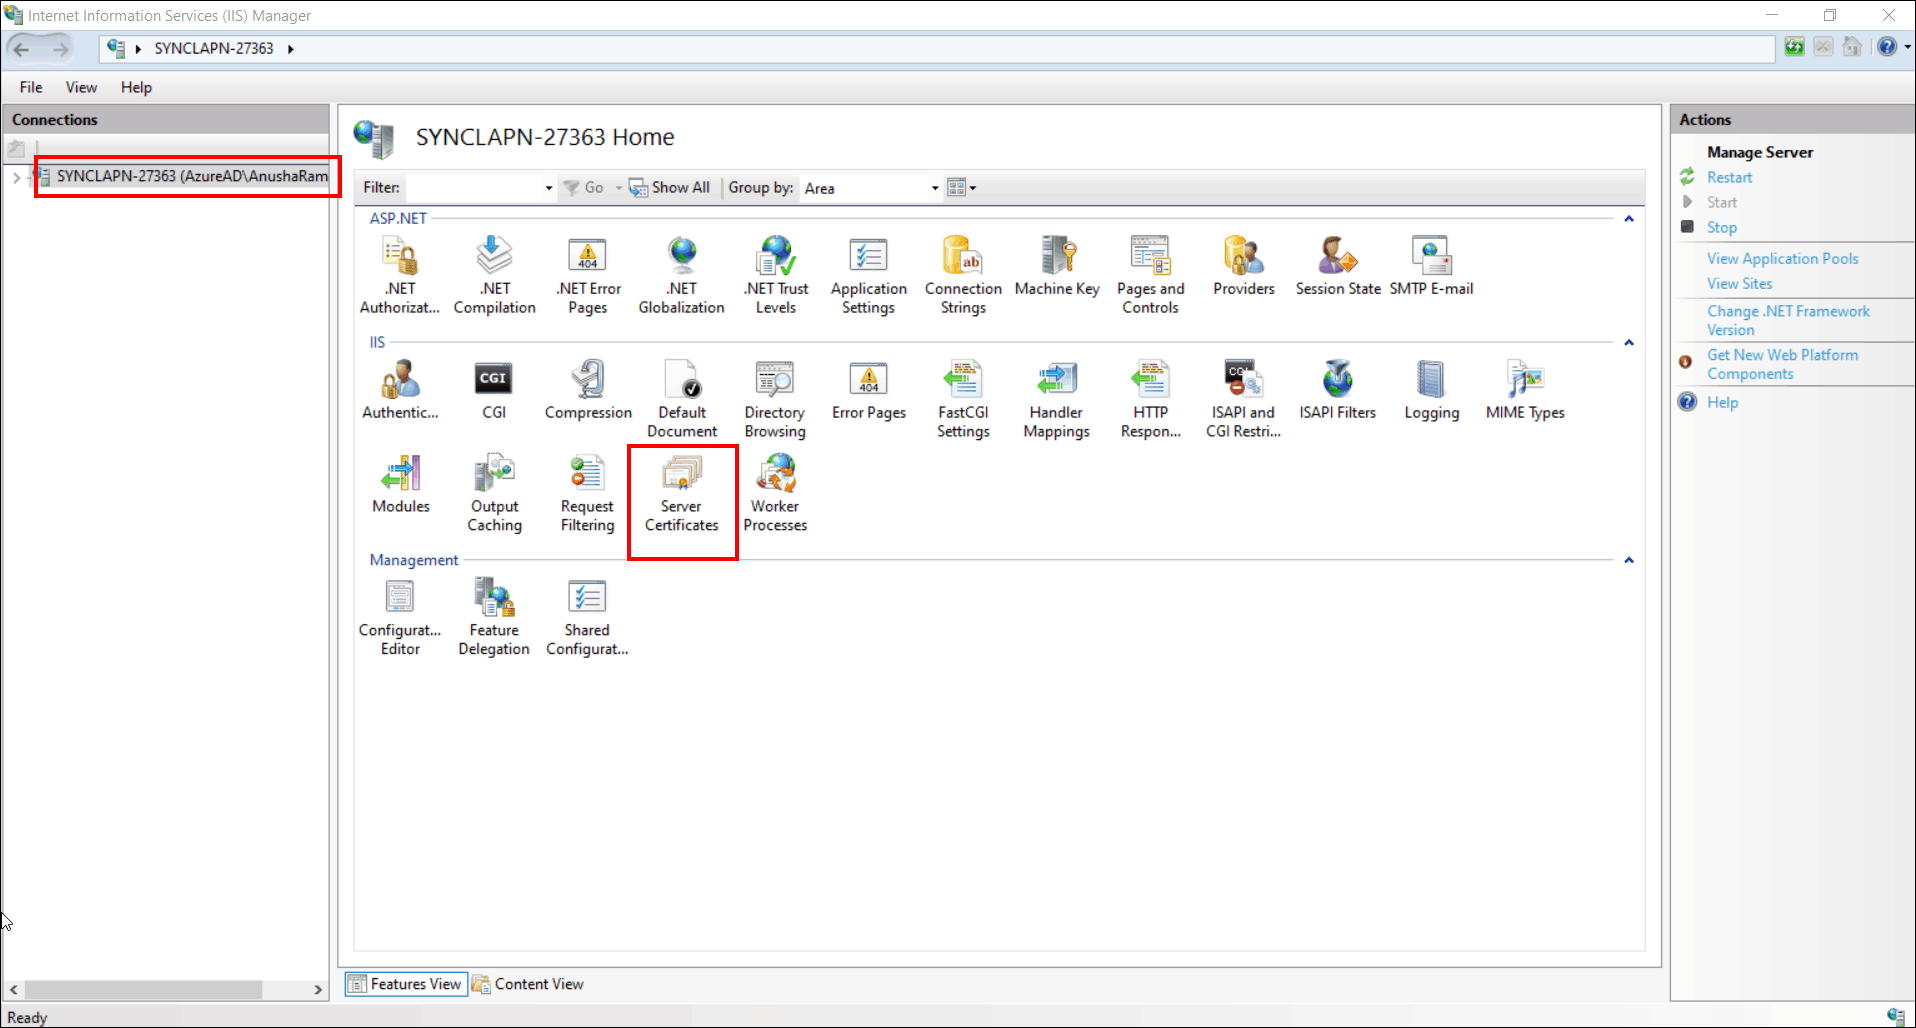 Internet Information Services (IIS) Manager
SYNCLAPN-27363
File View Help
Connections
SYNCLAPN-27363 (AzureAD\AnushaRam
SYNCLAPN-27363 Home
Filter: Go Show All Group by: Area
ASP.NET
.NET Authorizat...
.NET Compilation
.NET Error Pages
.NET Globalization
.NET Trust Levels
Application Settings
Connection Strings
Machine Key
Pages and Controls
Providers
Session State
SMTP E-mail
IIS
Authentic...
CGI
Compression
Default Document
Directory Browsing
Error Pages
FastCGI Settings
Handler Mappings
HTTP Respon...
ISAPI and CGI Restri...
ISAPI Filters
Logging
MIME Types
Modules
Output Caching
Request Filtering
Server Certificates
Worker Processes
Management
Configurat... Editor
Feature Delegation
Shared Configurat...
Features View
Content View
Actions
Manage Server
Restart
Start
Stop
View Application Pools
View Sites
Change .NET Framework
Version
Get New Web Platform
Components
Help
Ready